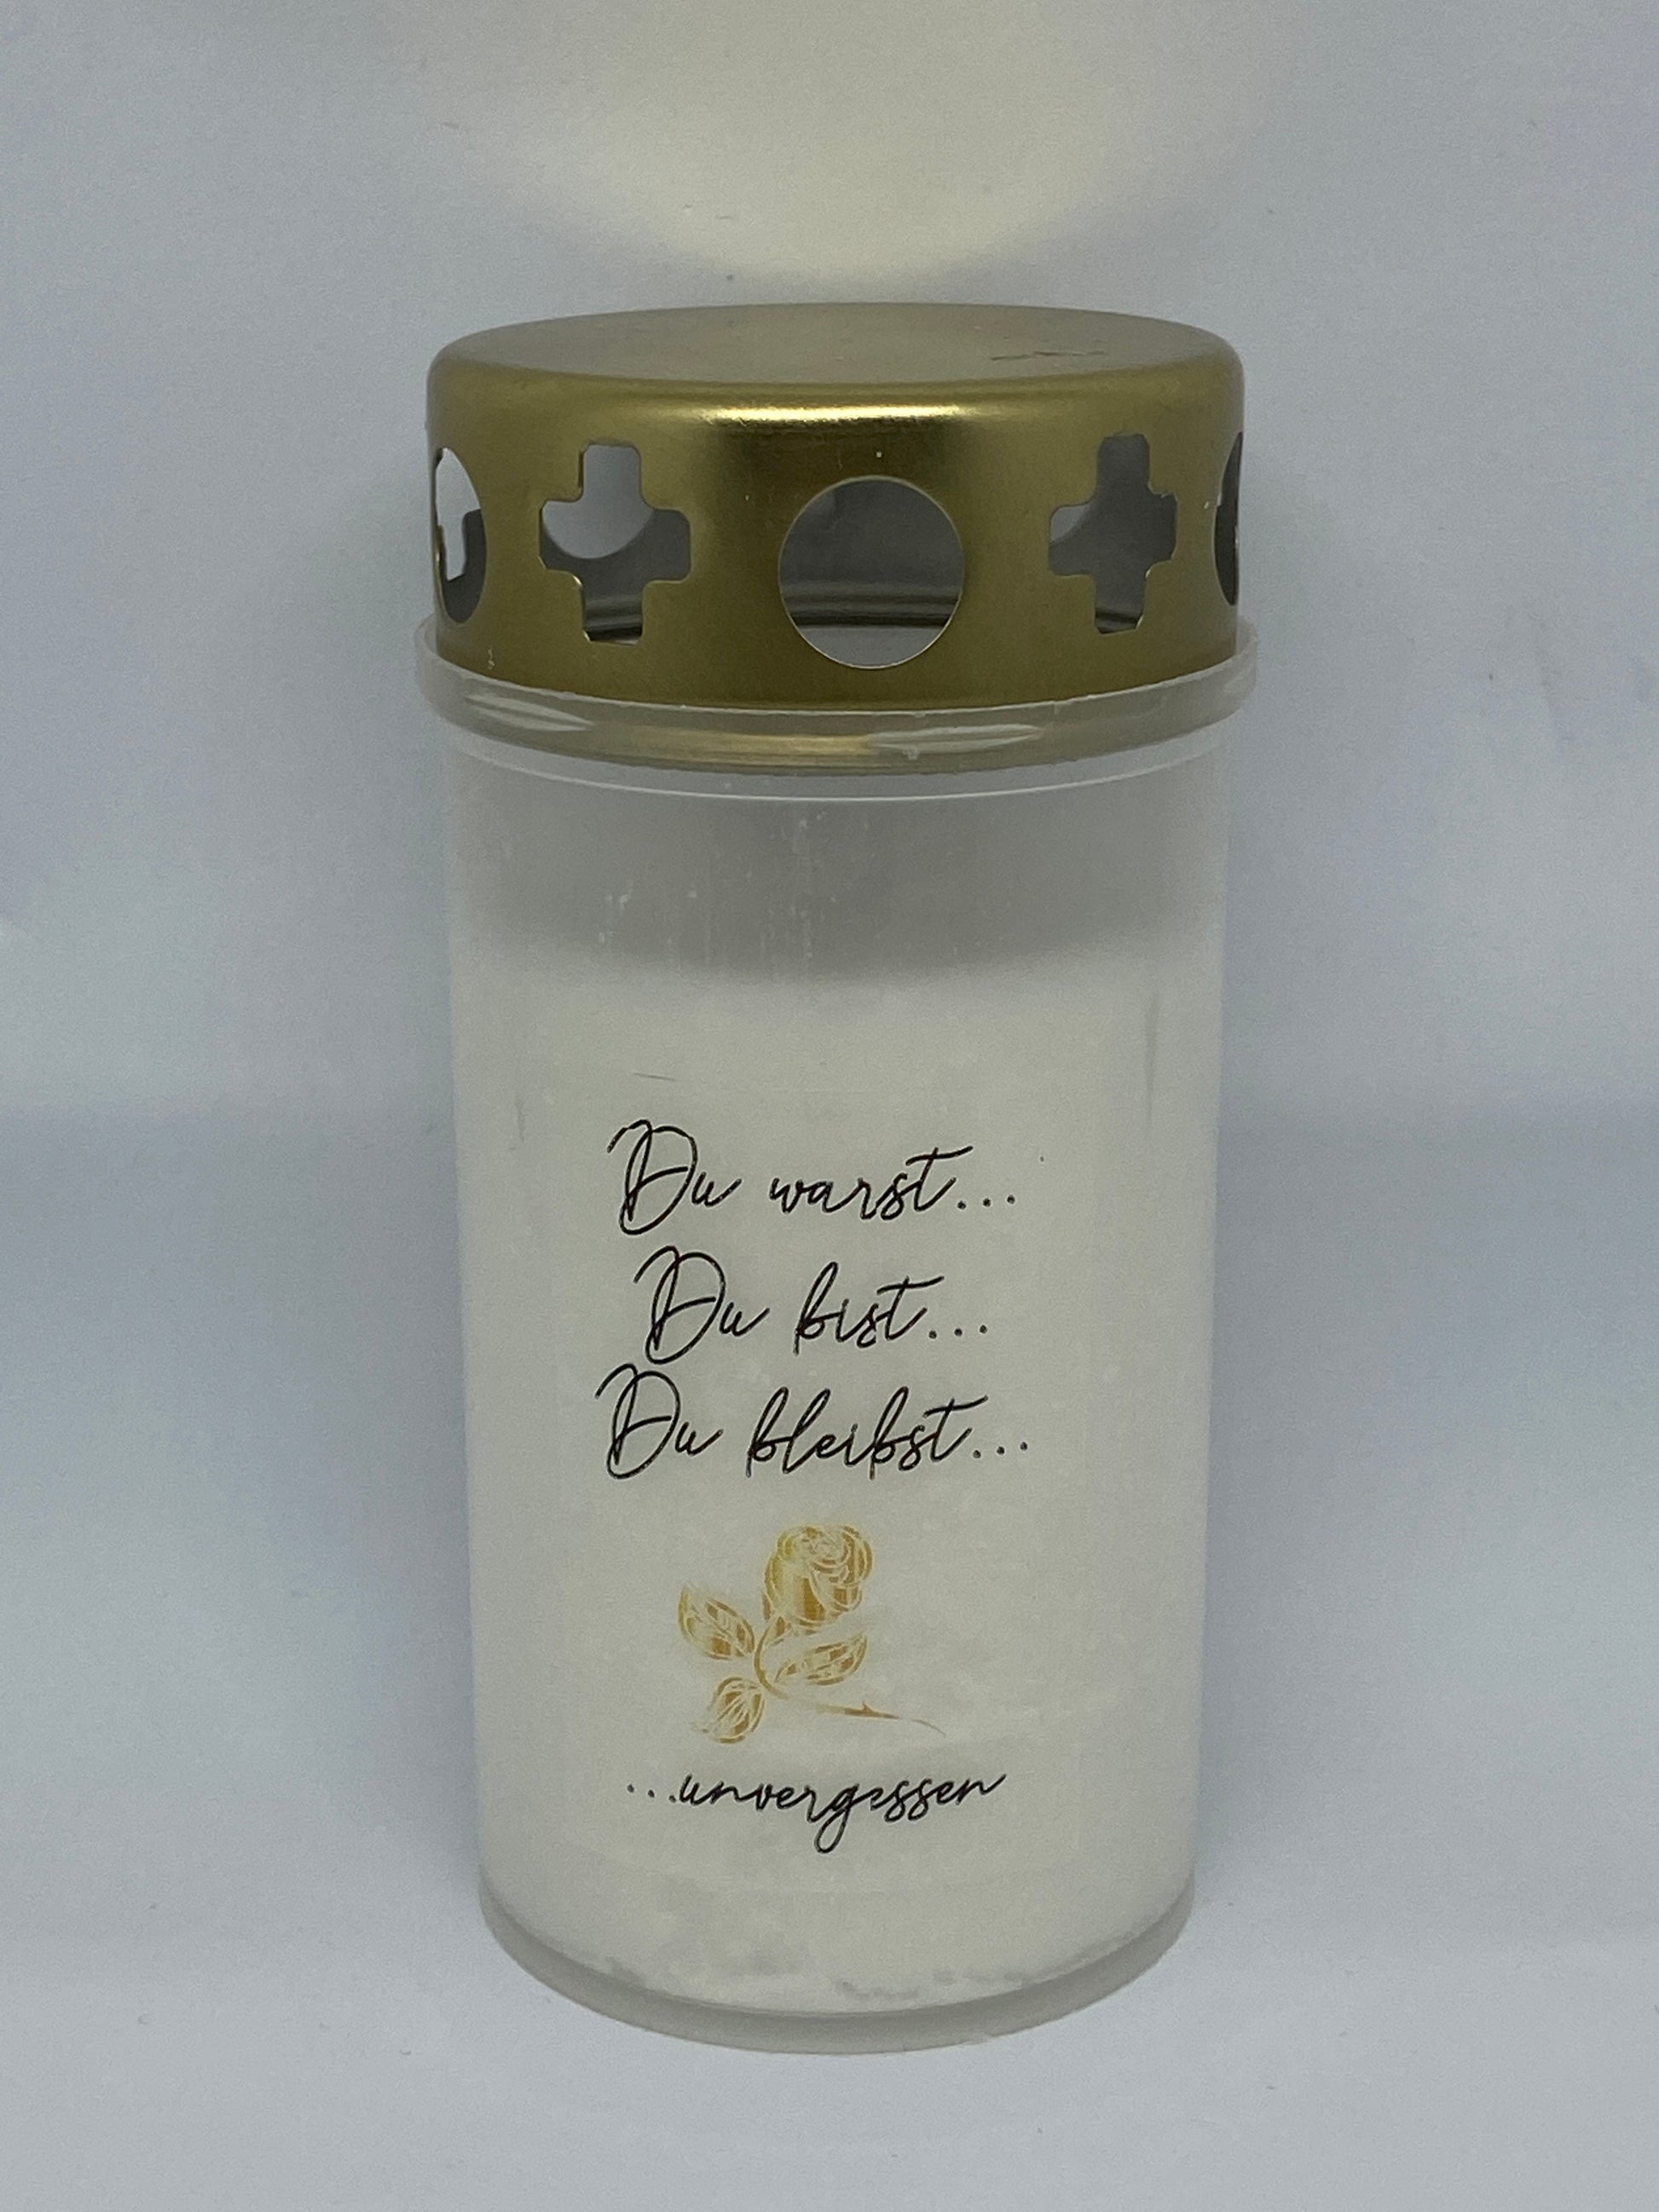 Du warst...
Du bist...
Du bleibst...
...unvergessen